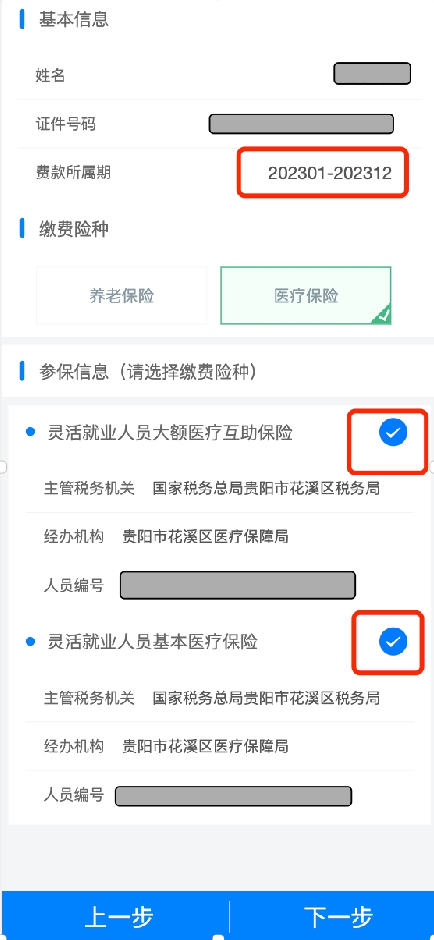 基本信息
姓名
证件号码
费款所属期 202301-202312
缴费险种
养老保险 医疗保险
参保信息（请选择缴费险种）
灵活就业人员大额医疗互助保险
主管税务机关 国家税务总局贵阳市花溪区税务局
经办机构 贵阳市花溪区医疗保障局
人员编号
灵活就业人员基本医疗保险
主管税务机关 国家税务总局贵阳市花溪区税务局
经办机构 贵阳市花溪区医疗保障局
人员编号
上一步 下一步